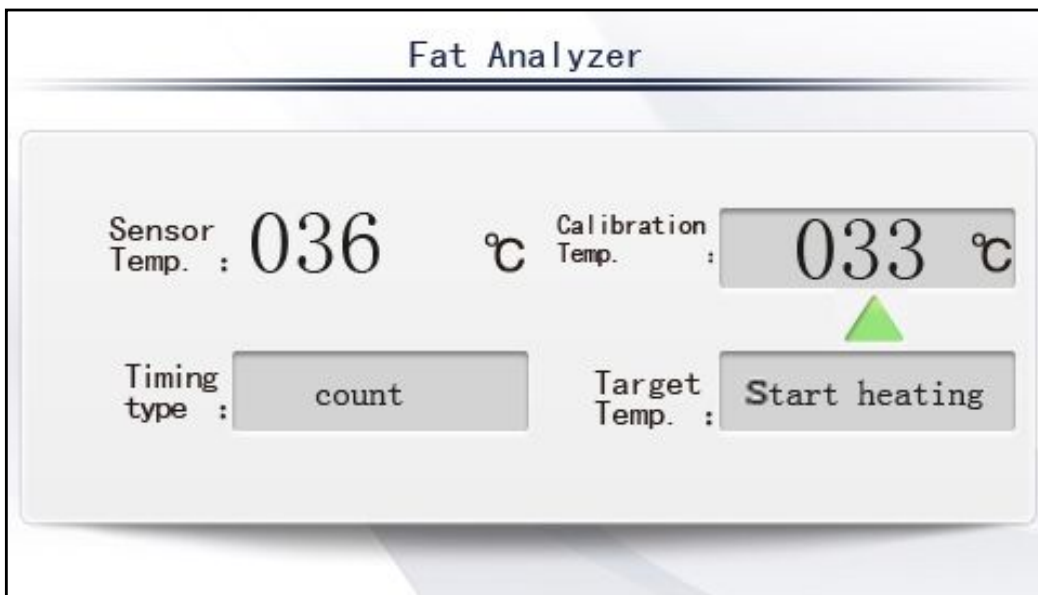 Fat Analyzer
Sensor Temp. : 036 ℃
Calibration Temp. : 033 ℃
Timing type : count
Target Temp. : Start heating